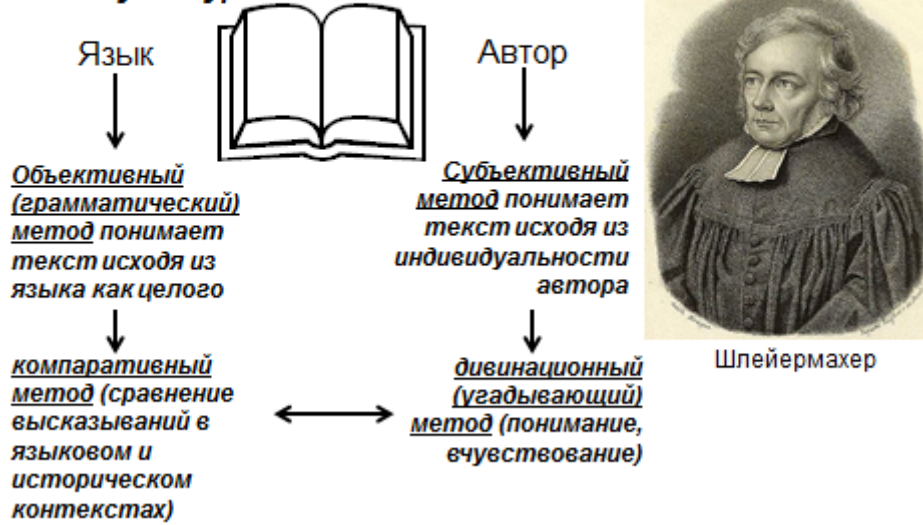 Язык
Объективный
(грамматический)
метод понимает
текст исходя из
языка как целого
компаративный
метод (сравнение
высказываний в
языковом и
историческом
контекстах)
Автор
Субъективный
метод понимает
текст исходя из
индивидуальности
автора
дивинационный
(угадывающий)
метод (понимание,
вчувствование)
Шлейермахер